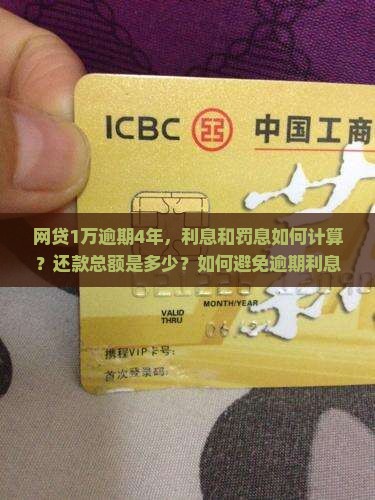 ICBC 中国工商
网贷1万逾期4年，利息和罚息如何计算
？还款总额是多少？如何避免逾期利息
MONTH/YEAR
VALID
THRU
携程VIP卡号：
首次登录码：